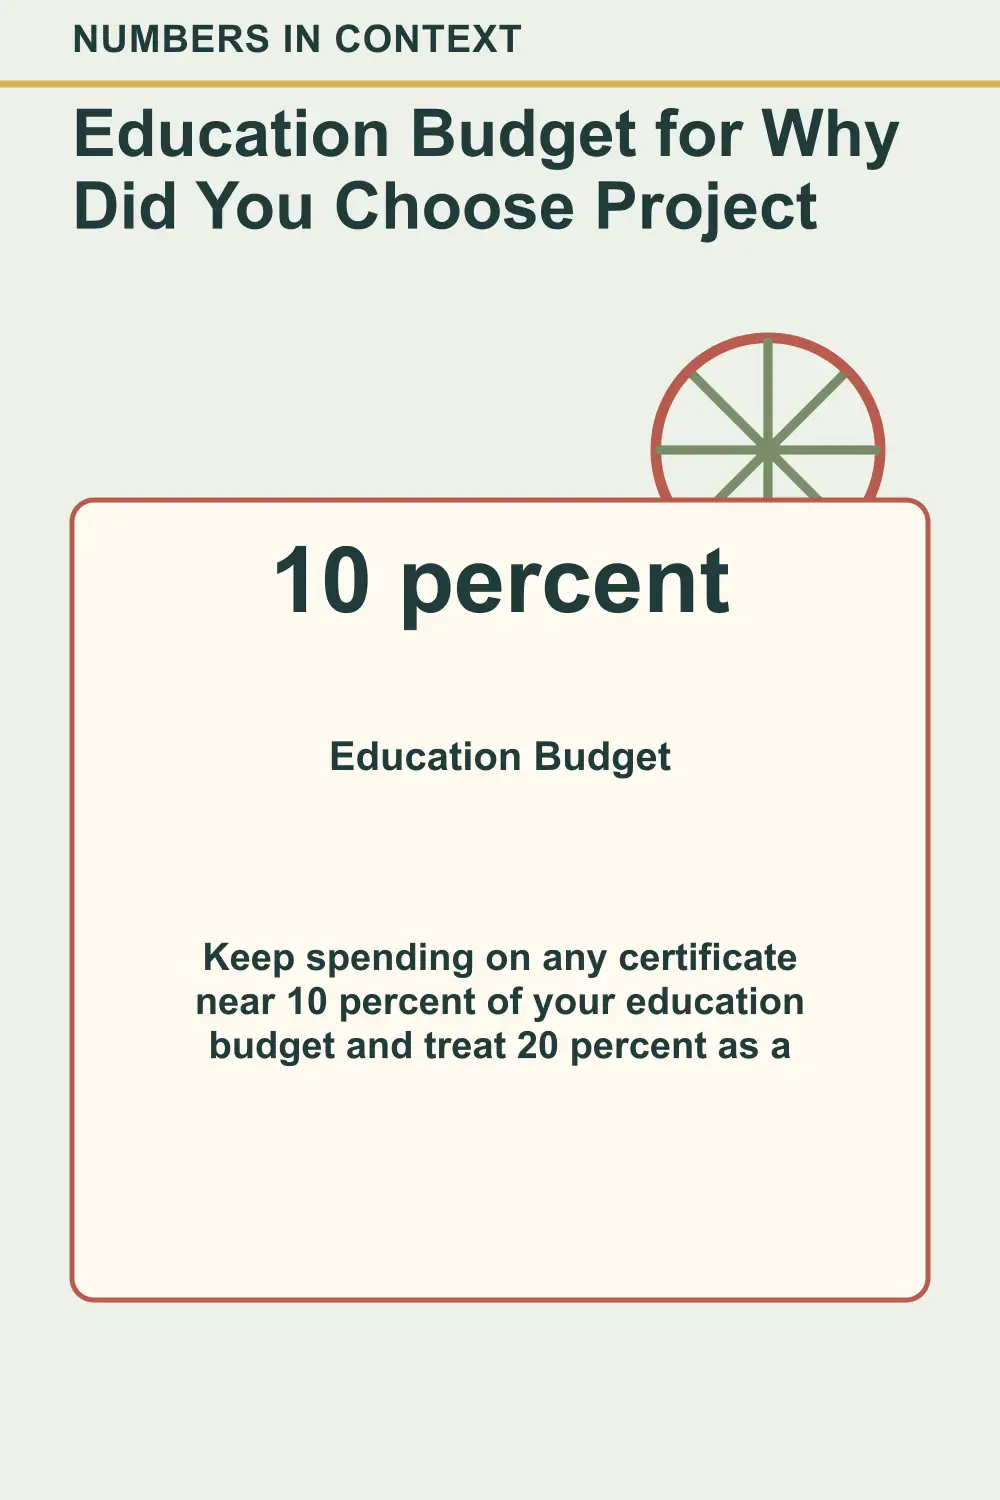 NUMBERS IN CONTEXT
Education Budget for Why
Did You Choose Project
10 percent
Education Budget
Keep spending on any certificate
near 10 percent of your education
budget and treat 20 percent as a